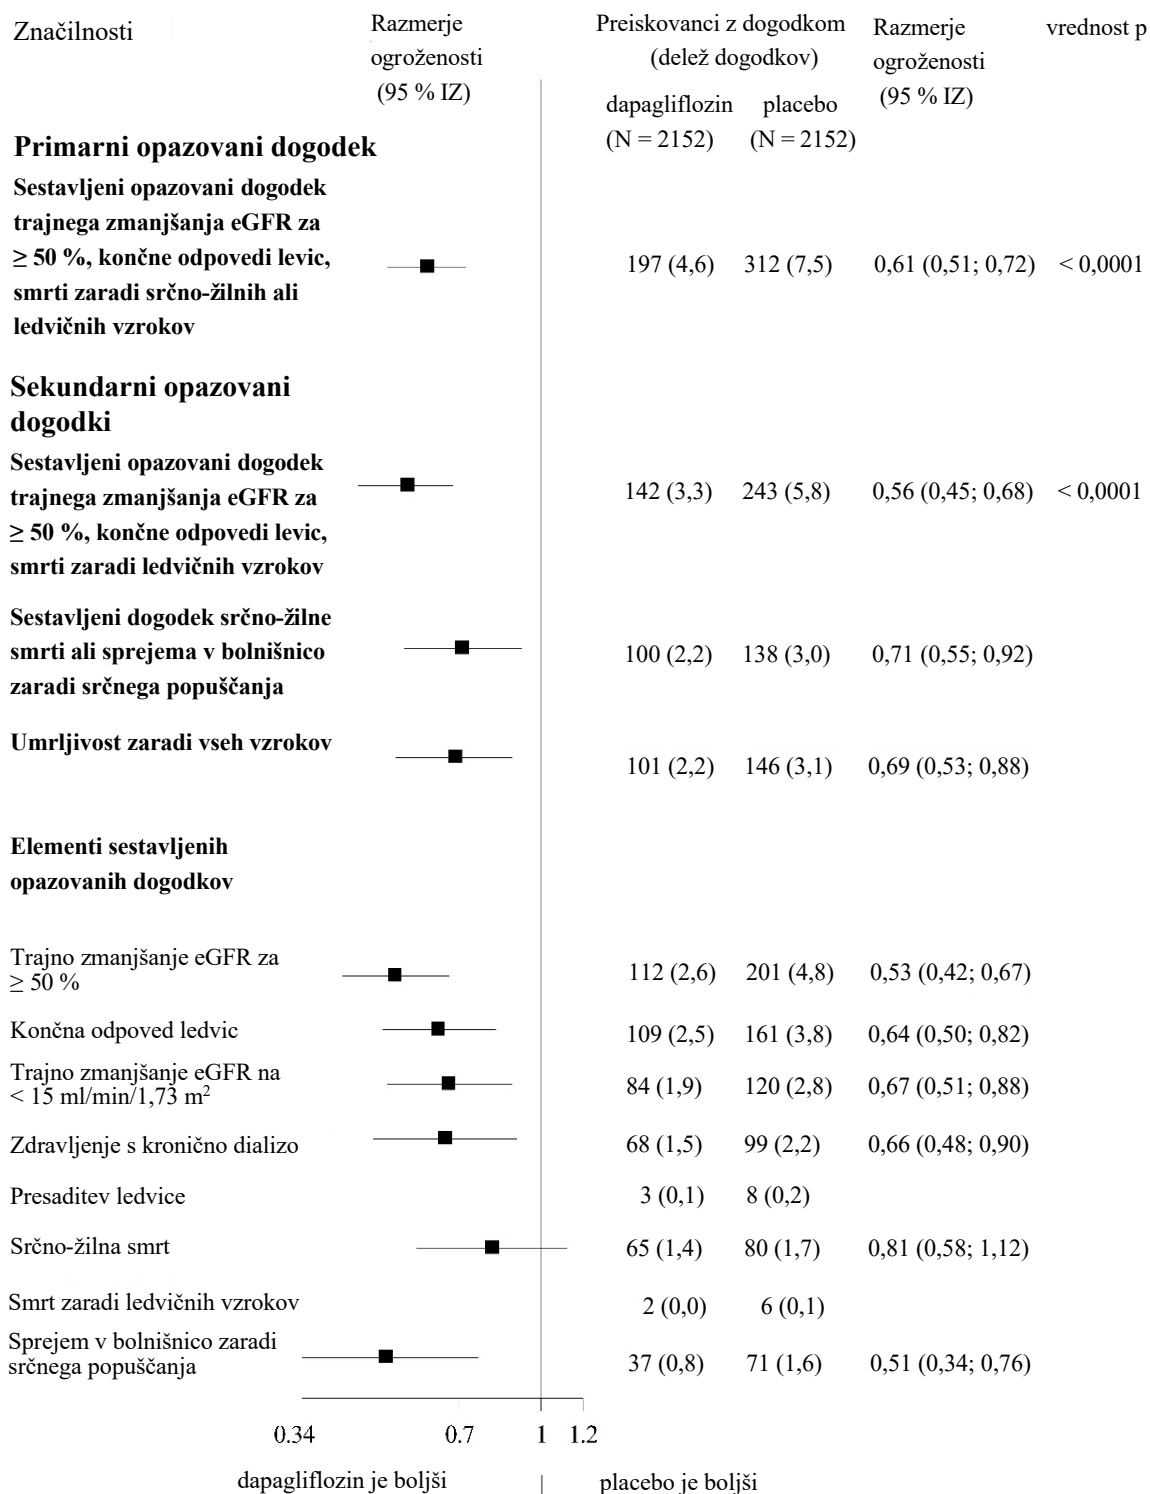 Značilnosti
Razmerje
ogroženosti
(95 % IZ)
Preiskovanci z dogodkom
(delež dogodkov)
dapagliflozin placebo
(N = 2152) (N = 2152)
Razmerje
ogroženosti
(95 % IZ)
vrednost p
Primarni opazovani dogodek
Sestavljeni opazovani dogodek
trajnega zmanjšanja eGFR za
≥ 50 %, končne odpovedi levic,
smrti zaradi srčno-žilnih ali
ledvičnih vzrokov
197 (4,6) 312 (7,5) 0,61 (0,51; 0,72) < 0,0001
Sekundarni opazovani
dogodki
Sestavljeni opazovani dogodek
trajnega zmanjšanja eGFR za
≥ 50 %, končne odpovedi levic,
smrti zaradi ledvičnih vzrokov
142 (3,3) 243 (5,8) 0,56 (0,45; 0,68) < 0,0001
Sestavljeni dogodek srčno-žilne
smrti ali sprejema v bolnišnico
zaradi srčnega popuščanja
100 (2,2) 138 (3,0) 0,71 (0,55; 0,92)
Umrljivost zaradi vseh vzrokov
101 (2,2) 146 (3,1) 0,69 (0,53; 0,88)
Elementi sestavljenih
opazovanih dogodkov
Trajno zmanjšanje eGFR za
≥ 50 %
112 (2,6) 201 (4,8) 0,53 (0,42; 0,67)
Končna odpoved ledvic
109 (2,5) 161 (3,8) 0,64 (0,50; 0,82)
Trajno zmanjšanje eGFR na
< 15 ml/min/1,73 m²
84 (1,9) 120 (2,8) 0,67 (0,51; 0,88)
Zdravljenje s kronično dializo
68 (1,5) 99 (2,2) 0,66 (0,48; 0,90)
Presaditev ledvice
3 (0,1) 8 (0,2)
Srčno-žilna smrt
65 (1,4) 80 (1,7) 0,81 (0,58; 1,12)
Smrt zaradi ledvičnih vzrokov
2 (0,0) 6 (0,1)
Sprejem v bolnišnico zaradi
srčnega popuščanja
37 (0,8) 71 (1,6) 0,51 (0,34; 0,76)
0.34 0.7 1 1.2
dapagliflozin je boljši | placebo je boljši